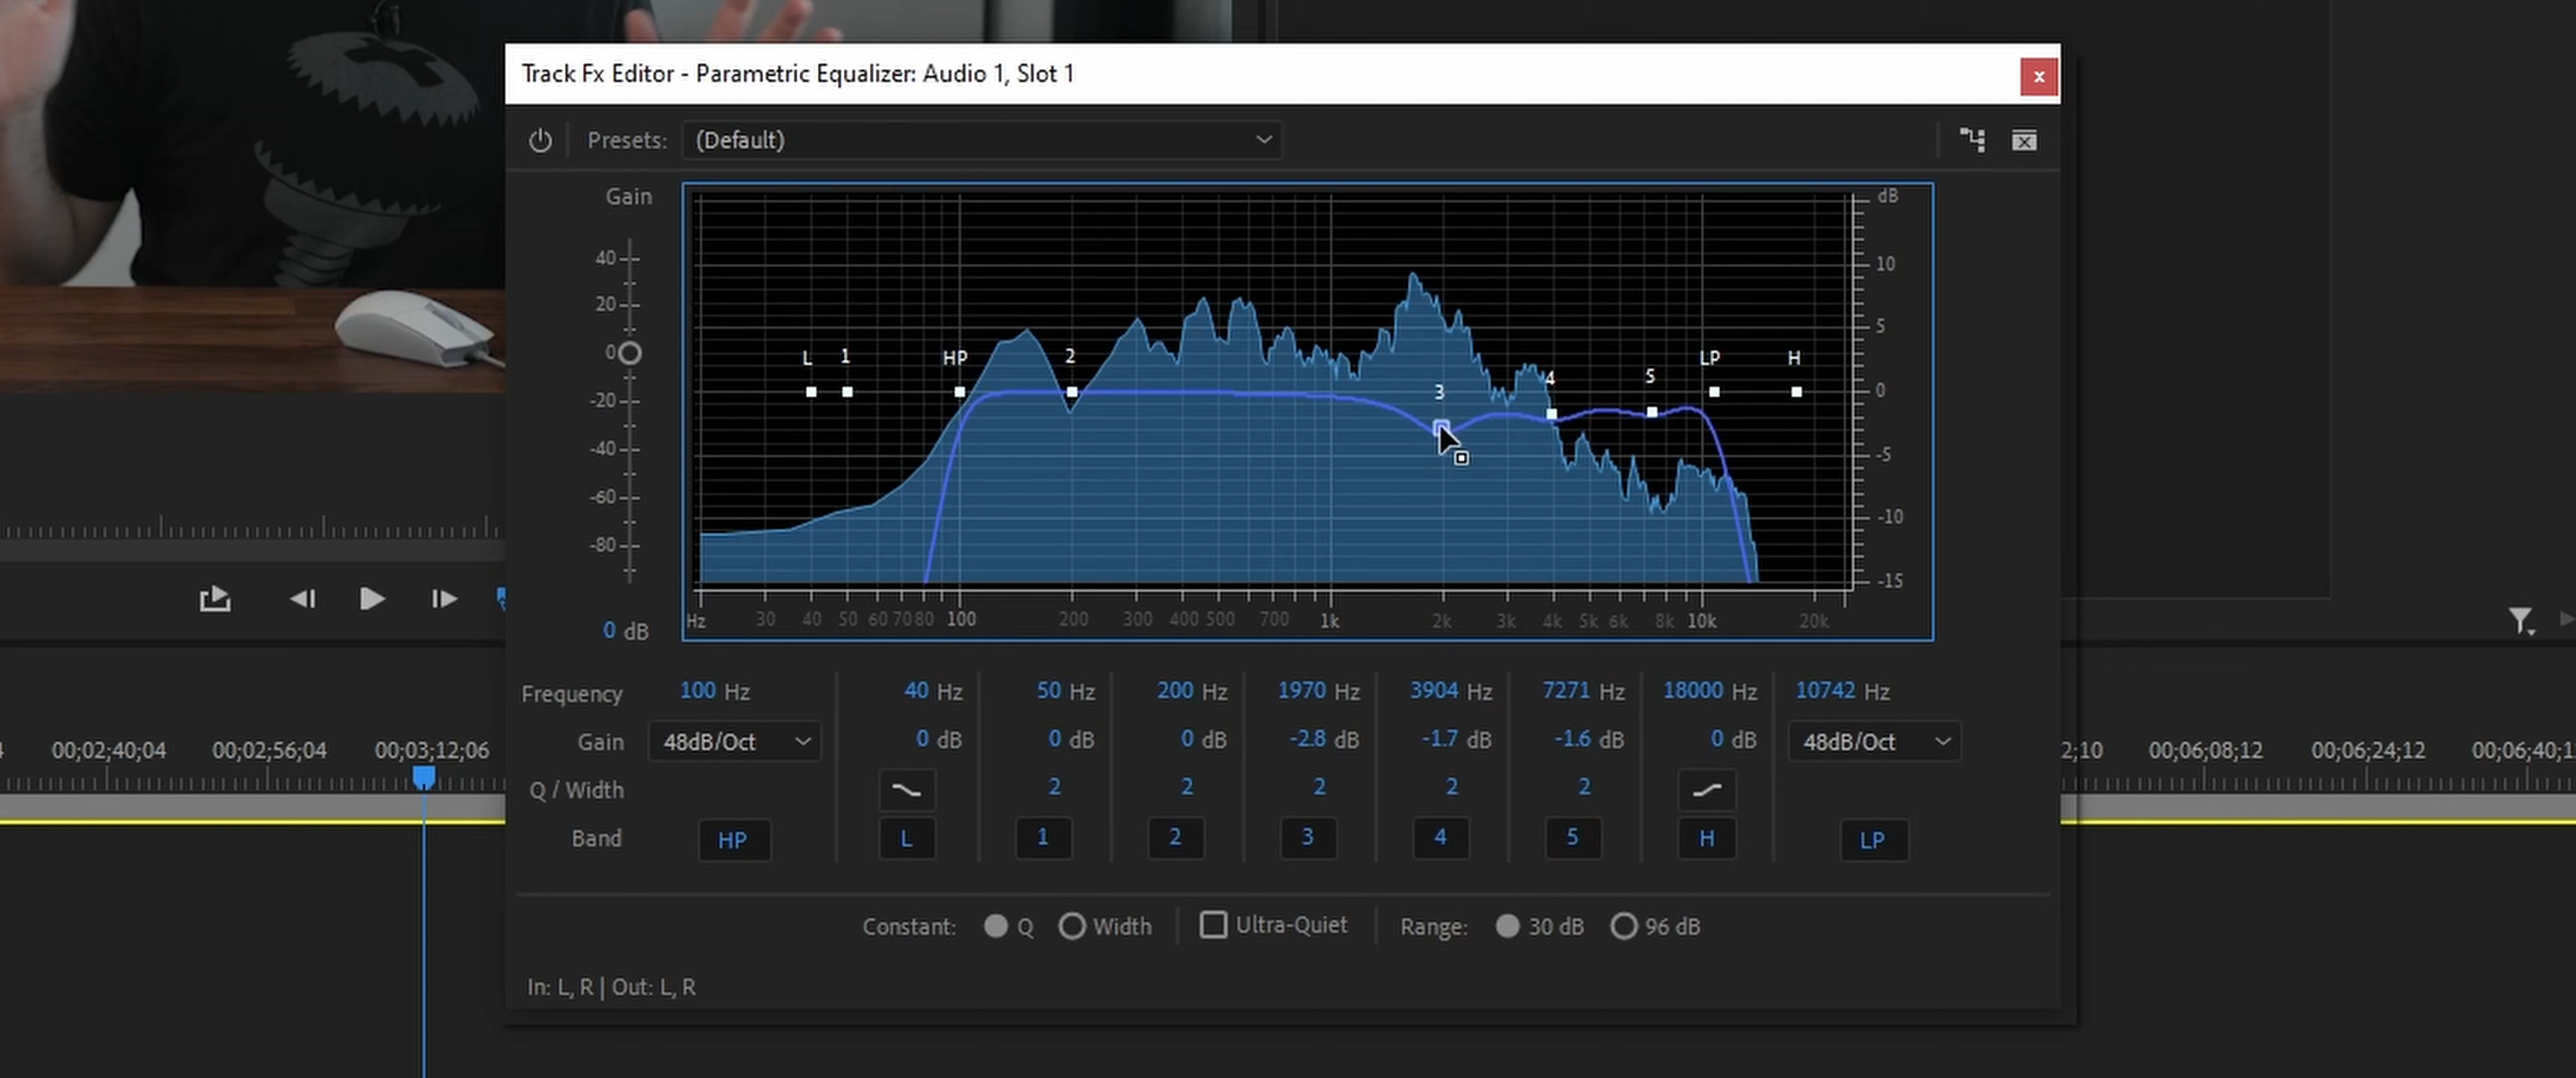 Track Fx Editor - Parametric Equalizer: Audio 1, Slot 1
x
Presets: (Default)
Gain
dB
40
20
0
-20
-40
-60
-80
0 dB
L 1 HP 2 3 4 5 LP H
10
5
0
-5
-10
-15
Hz 30 40 50 60 70 80 100 200 300 400 500 700 1k 2k 3k 4k 5k 6k 8k 10k 20k
Frequency 100 Hz 40 Hz 50 Hz 200 Hz 1970 Hz 3904 Hz 7271 Hz 18000 Hz 10742 Hz
Gain 48dB/Oct 0 dB 0 dB 0 dB -2.8 dB -1.7 dB -1.6 dB 0 dB 48dB/Oct
Q / Width 2 2 2 2 2
Band HP L 1 2 3 4 5 H LP
Constant: Q Width Ultra-Quiet Range: 30 dB 96 dB
In: L, R | Out: L, R
00;02;40;04 00;02;56;04 00;03;12;06
00;06;08;12 00;06;24;12